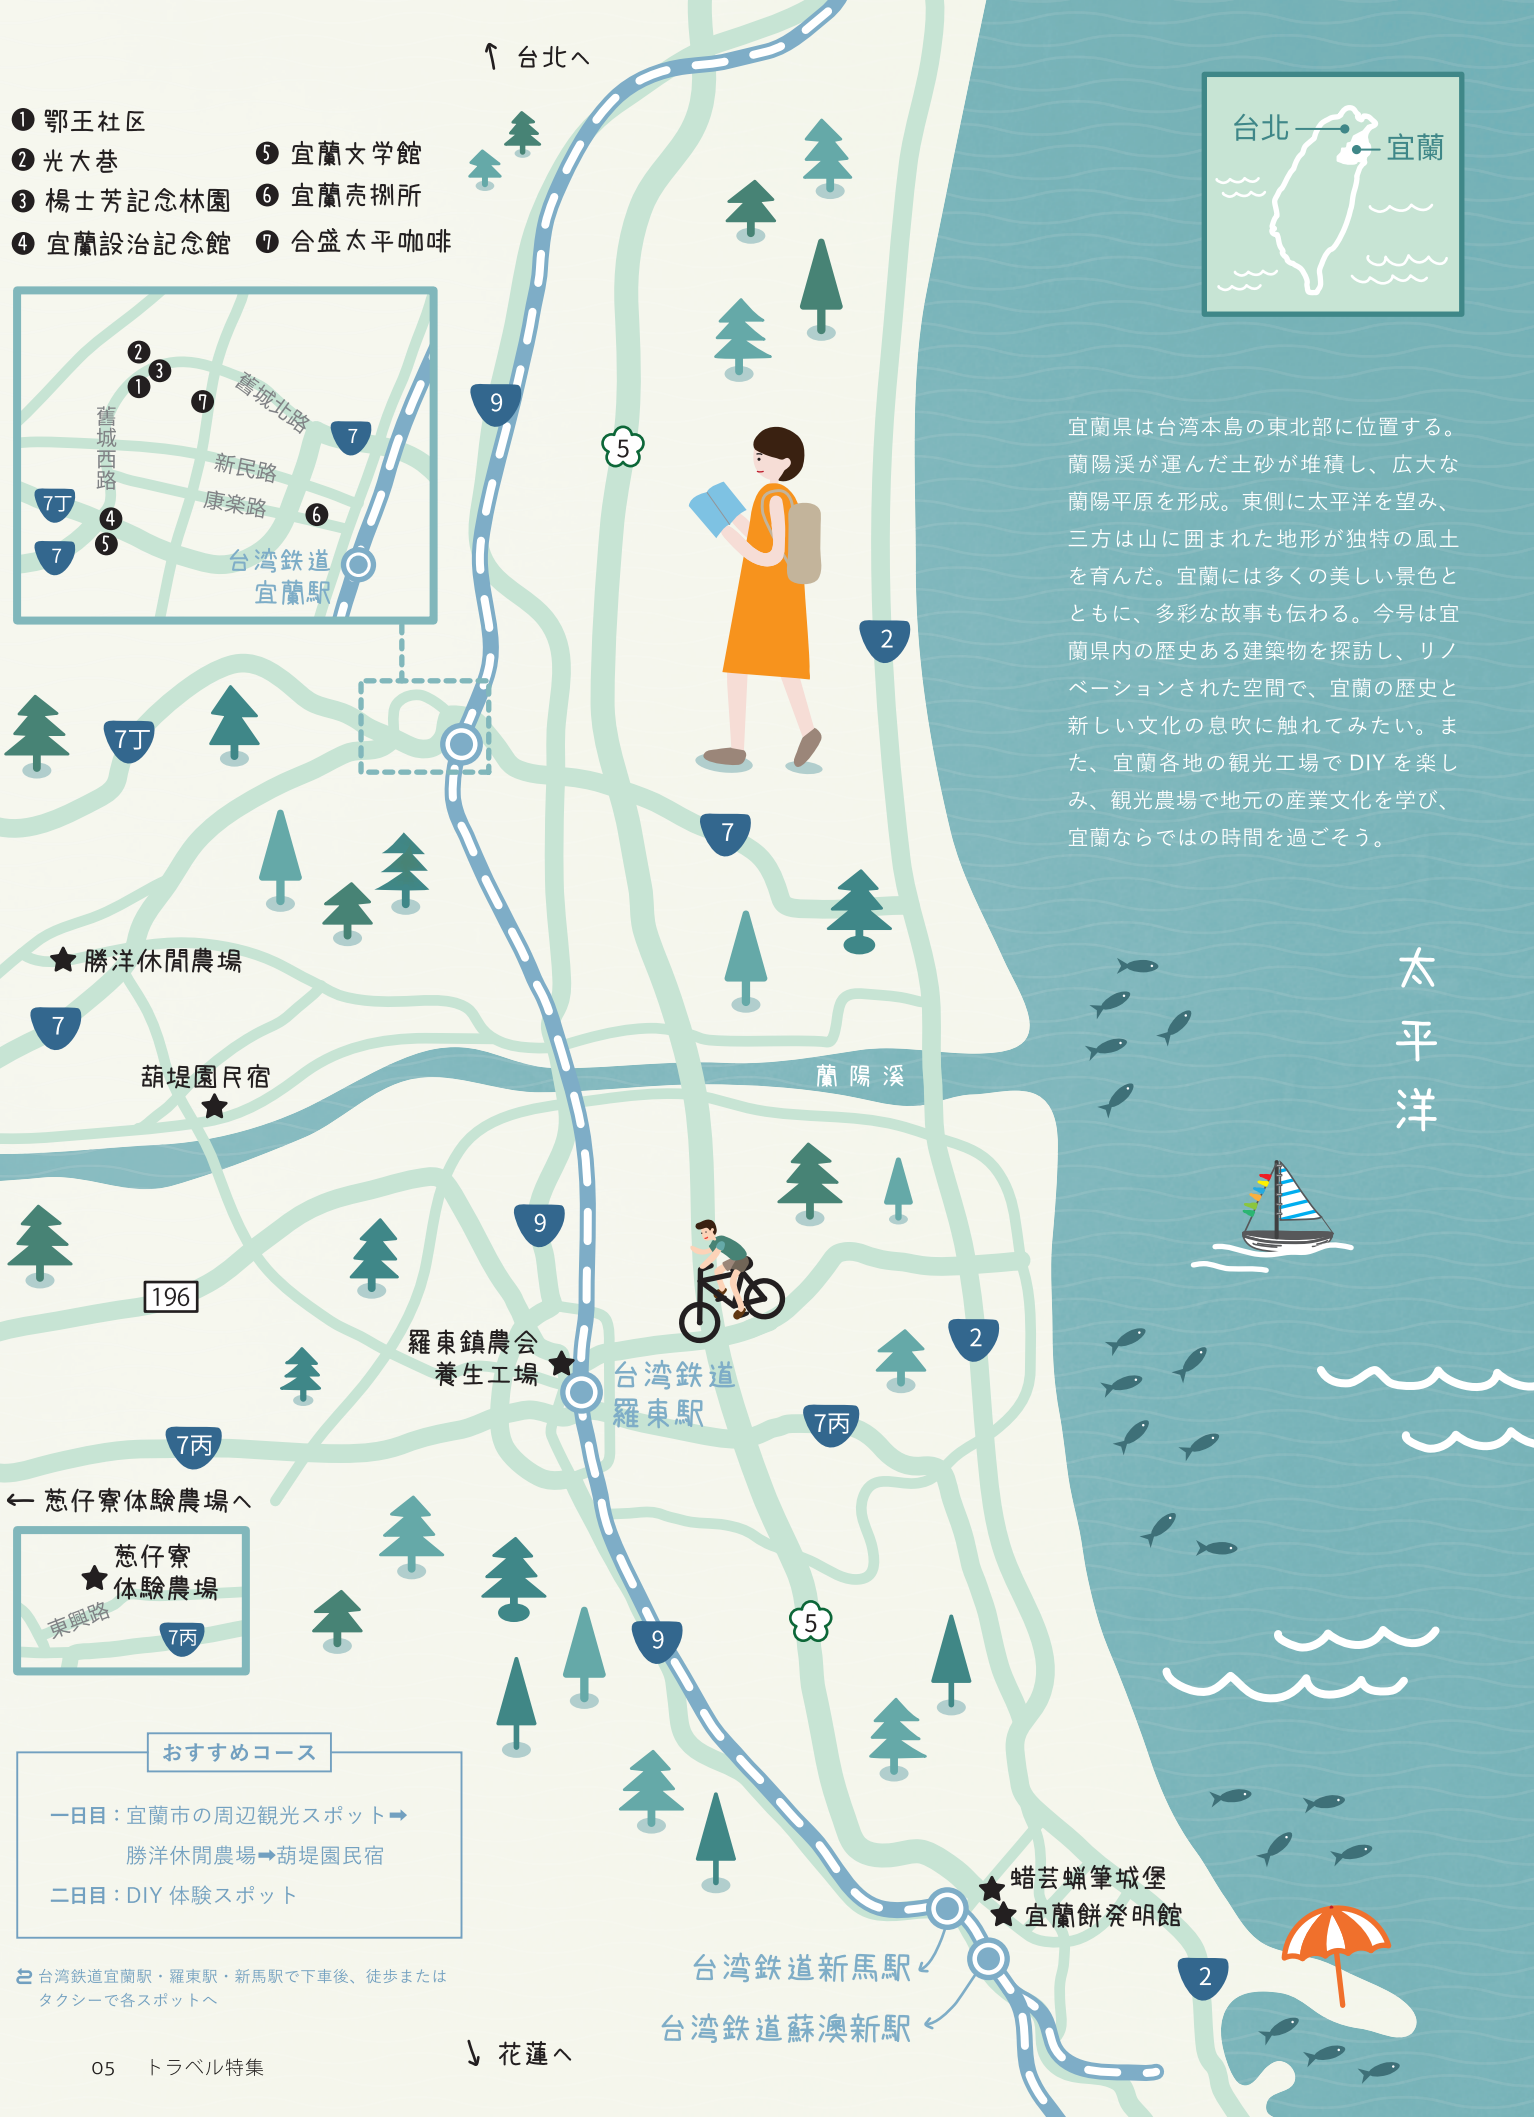 ↑ 台北へ
❶ 鄂王社区
❷ 光大巷
❸ 楊士芳記念林園
❹ 宜蘭設治記念館
❺ 宜蘭文学館
❻ 宜蘭売捌所
❼ 合盛太平咖啡
台北
宜蘭
2
3
1
7
舊城北路
7
舊城西路
新民路
康楽路
7丁
4
6
5
7
台湾鉄道
宜蘭駅
9
5
2
宜蘭県は台湾本島の東北部に位置する。
蘭陽渓が運んだ土砂が堆積し、広大な
蘭陽平原を形成。東側に太平洋を望み、
三方は山に囲まれた地形が独特の風土
を育んだ。宜蘭には多くの美しい景色と
ともに、多彩な故事も伝わる。今号は宜
蘭県内の歴史ある建築物を探訪し、リノ
ベーションされた空間で、宜蘭の歴史と
新しい文化の息吹に触れてみたい。ま
た、宜蘭各地の観光工場で DIY を楽し
み、観光農場で地元の産業文化を学び、
宜蘭ならではの時間を過ごそう。
7丁
7
★ 勝洋休閒農場
7
葫堤園民宿
★
蘭陽溪
太平洋
9
196
羅東鎮農会
養生工場
★
台湾鉄道
羅東駅
2
7丙
7丙
← 葱仔寮体験農場へ
★ 葱仔寮
体験農場
東興路
7丙
9
5
おすすめコース
一日目：宜蘭市の周辺観光スポット➡
勝洋休閒農場➡葫堤園民宿
二日目：DIY 体験スポット
台湾鉄道宜蘭駅・羅東駅・新馬駅で下車後、徒歩または
タクシーで各スポットへ
★ 蜡芸蝋筆城堡
★ 宜蘭餅発明館
台湾鉄道新馬駅
台湾鉄道蘇澳新駅
2
↓ 花蓮へ
05 トラベル特集